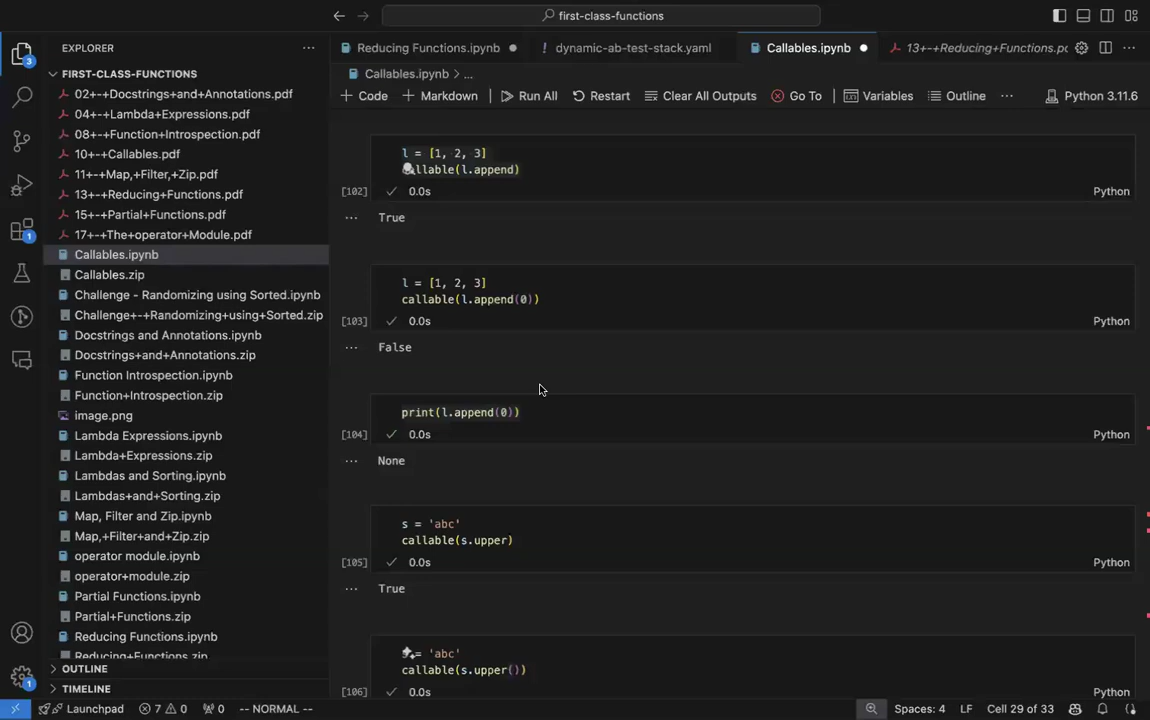 first-class-functions
EXPLORER
Reducing Functions.ipynb
dynamic-ab-test-stack.yaml
Callables.ipynb
13+-+Reducing+Functions.pc
FIRST-CLASS-FUNCTIONS
Callables.ipynb > ...
+ Code + Markdown Run All Restart Clear All Outputs Go To Variables Outline ... Python 3.11.6
02+-+Docstrings+and+Annotations.pdf
04+-+Lambda+Expressions.pdf
08+-+Function+Introspection.pdf
10+-+Callables.pdf
11+-+Map,+Filter,+Zip.pdf
13+-+Reducing+Functions.pdf
15+-+Partial+Functions.pdf
17+-+The+operator+Module.pdf
Callables.ipynb
Callables.zip
Challenge - Randomizing using Sorted.ipynb
Challenge+-+Randomizing+using+Sorted.zip
Docstrings and Annotations.ipynb
Docstrings+and+Annotations.zip
Function Introspection.ipynb
Function+Introspection.zip
image.png
Lambda Expressions.ipynb
Lambda+Expressions.zip
Lambdas and Sorting.ipynb
Lambdas+and+Sorting.zip
Map, Filter and Zip.ipynb
Map,+Filter+and+Zip.zip
operator module.ipynb
operator+module.zip
Partial Functions.ipynb
Partial+Functions.zip
Reducing Functions.ipynb
Reducing+Functions.zip
OUTLINE
TIMELINE
l = [1, 2, 3]
callable(l.append)
[102] 0.0s Python
True
l = [1, 2, 3]
callable(l.append(0))
[103] 0.0s Python
False
print(l.append(0))
[104] 0.0s Python
None
s = 'abc'
callable(s.upper)
[105] 0.0s Python
True
s = 'abc'
callable(s.upper())
[106] 0.0s Python
3
1
1
Launchpad 7 0 0 -- NORMAL -- Spaces: 4 LF Cell 29 of 33